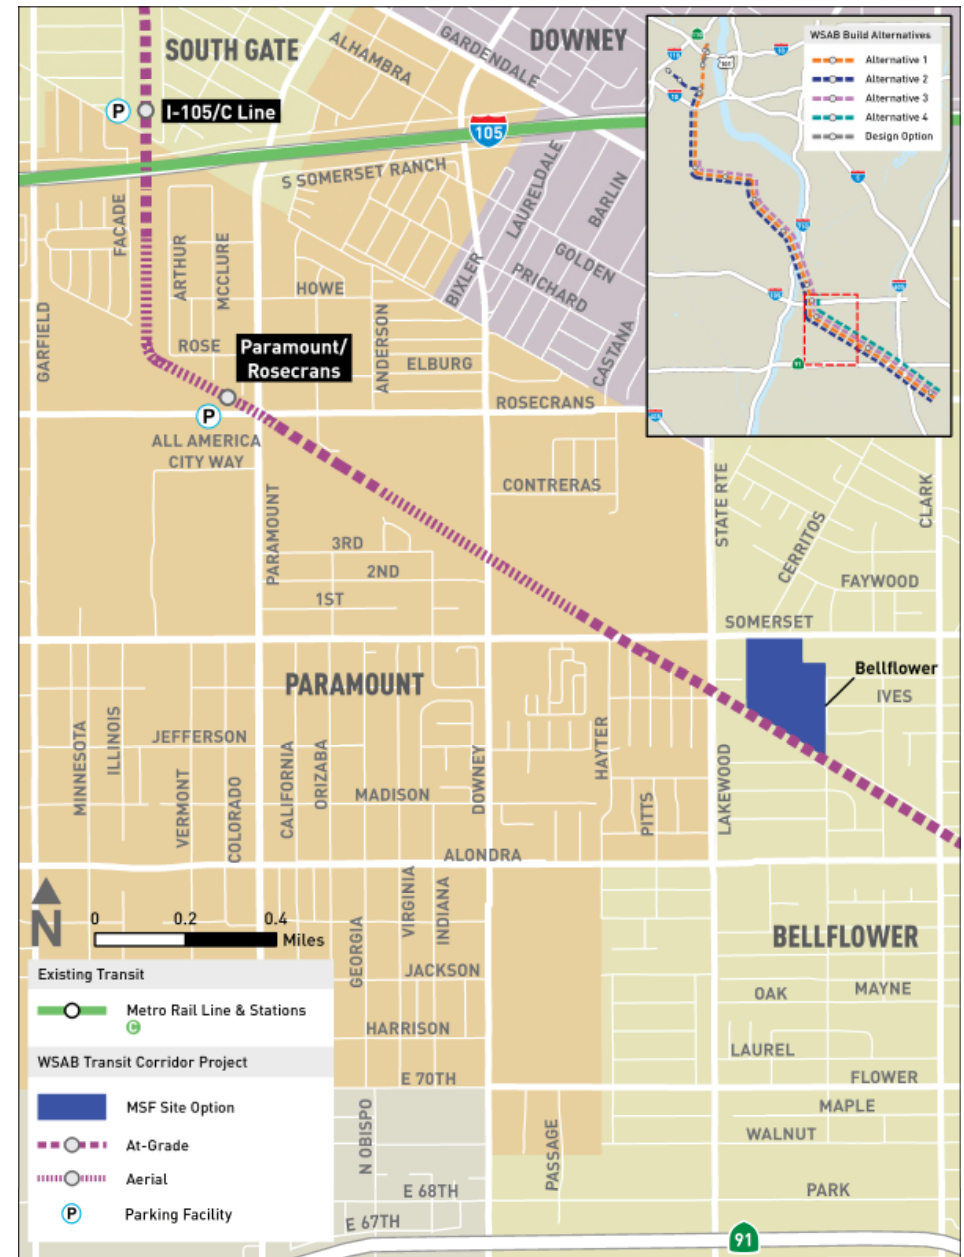 SOUTH GATE
DOWNEY
GARDENDALE
ALHAMBRA
P
I-105/C Line
105
S SOMERSET RANCH
LAURELDALE
BARLIN
FACADE
ARTHUR
MCCLURE
GOLDEN
PRICHARD
BIXLER
HOWE
GARFIELD
ANDERSON
ROSE
Paramount/
Rosecrans
ELBURG
CASTANA
P
ROSECRANS
ALL AMERICA
CITY WAY
CONTRERAS
PARAMOUNT
STATE RTE
CLARK
CERRITOS
3RD
2ND
1ST
FAYWOOD
SOMERSET
PARAMOUNT
Bellflower
IVES
MINNESOTA
ILLINOIS
JEFFERSON
VERMONT
COLORADO
CALIFORNIA
ORIZABA
MADISON
DOWNEY
HAYTER
PITTS
LAKEWOOD
ALONDRA
VIRGINIA
INDIANA
GEORGIA
JACKSON
HARRISON
E 70TH
BELLFLOWER
OAK
MAYNE
LAUREL
FLOWER
MAPLE
WALNUT
N OBISPO
PASSAGE
E 68TH
PARK
E 67TH
91
N
0 0.2 0.4
Miles
Existing Transit
Metro Rail Line & Stations
C
WSAB Transit Corridor Project
MSF Site Option
At-Grade
Aerial
P Parking Facility
WSAB Build Alternatives
Alternative 1
Alternative 2
Alternative 3
Alternative 4
Design Option
101
10
5
91